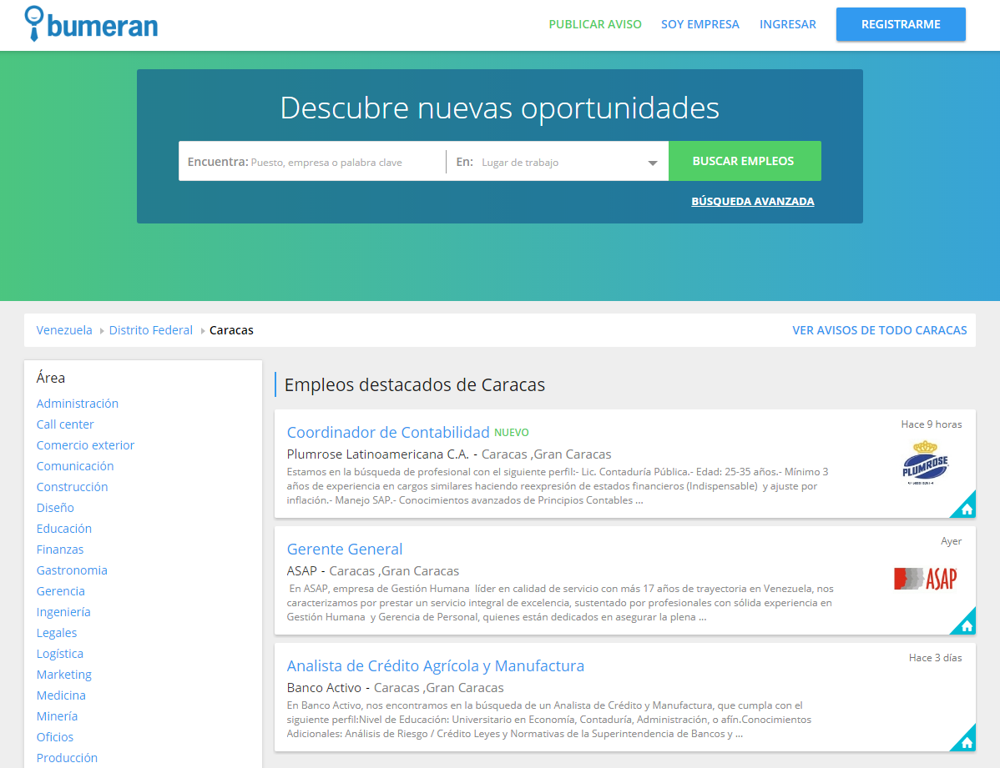 bumeran
PUBLICAR AVISO SOY EMPRESA INGRESAR REGISTRARME
Descubre nuevas oportunidades
Encuentra: Puesto, empresa o palabra clave En: Lugar de trabajo BUSCAR EMPLEOS
BÚSQUEDA AVANZADA
Venezuela Distrito Federal Caracas VER AVISOS DE TODO CARACAS
Área
Administración
Call center
Comercio exterior
Comunicación
Construcción
Diseño
Educación
Finanzas
Gastronomia
Gerencia
Ingeniería
Legales
Logística
Marketing
Medicina
Minería
Oficios
Producción
Empleos destacados de Caracas
Coordinador de Contabilidad NUEVO
Hace 9 horas
Plumrose Latinoamericana C.A. - Caracas ,Gran Caracas
Estamos en la búsqueda de profesional con el siguiente perfil:- Lic. Contaduría Pública.- Edad: 25-35 años.- Mínimo 3
años de experiencia en cargos similares haciendo reexpresión de estados financieros (Indispensable)  y ajuste por
inflación.- Manejo SAP.- Conocimientos avanzados de Principios Contables ...
PLUMROSE
Gerente General
Ayer
ASAP - Caracas ,Gran Caracas
En ASAP, empresa de Gestión Humana  líder en calidad de servicio con más 17 años de trayectoria en Venezuela, nos
caracterizamos por prestar un servicio integral de excelencia, sustentado por profesionales con sólida experiencia en
Gestión Humana  y Gerencia de Personal, quienes están dedicados en asegurar la plena ...
ASAP
Analista de Crédito Agrícola y Manufactura
Hace 3 días
Banco Activo - Caracas ,Gran Caracas
En Banco Activo, nos encontramos en la búsqueda de un Analista de Crédito y Manufactura, que cumpla con el
siguiente perfil:Nivel de Educación: Universitario en Economía, Contaduría, Administración, o afín.Conocimientos
Adicionales: Análisis de Riesgo / Crédito Leyes y Normativas de la Superintendencia de Bancos y ...